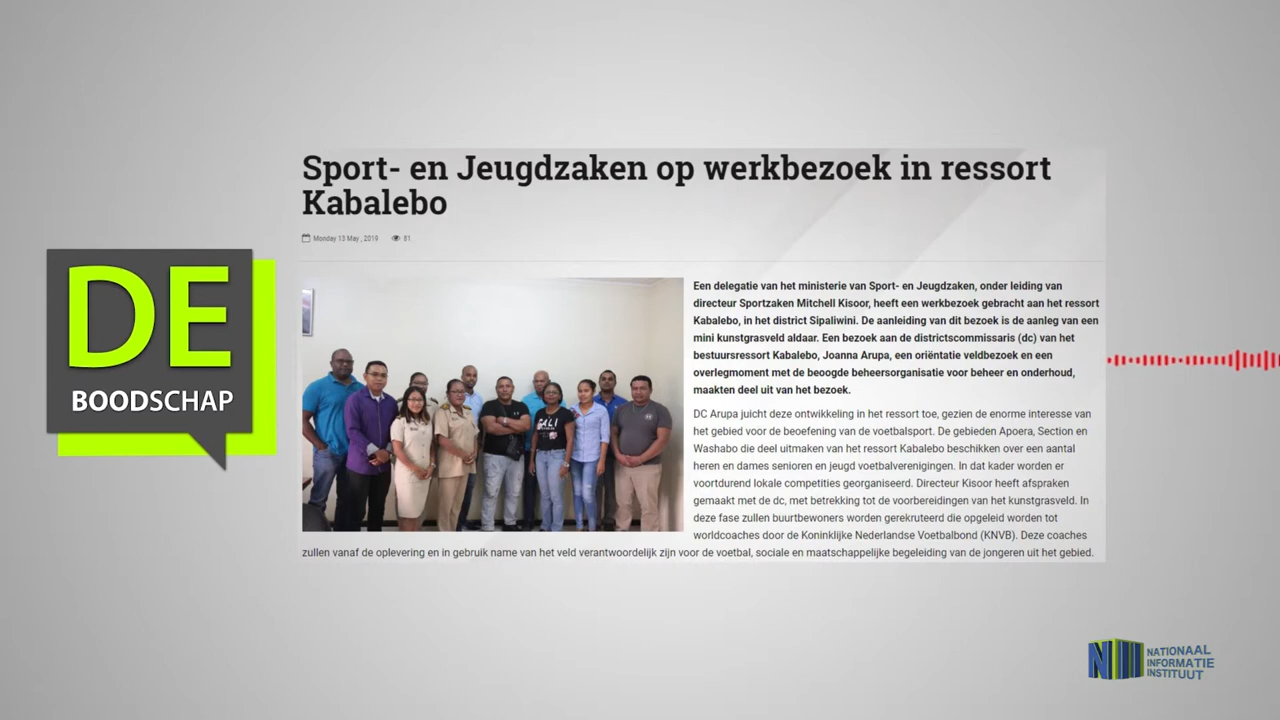 Sport- en Jeugdzaken op werkbezoek in ressort
Kabalebo
Monday 13 May , 2019 81
DE
BOODSCHAP
Een delegatie van het ministerie van Sport- en Jeugdzaken, onder leiding van
directeur Sportzaken Mitchell Kisoor, heeft een werkbezoek gebracht aan het ressort
Kabalebo, in het district Sipaliwini. De aanleiding van dit bezoek is de aanleg van een
mini kunstgrasveld aldaar. Een bezoek aan de districtscommissaris (dc) van het
bestuursressort Kabalebo, Joanna Arupa, een oriëntatie veldbezoek en een
overlegmoment met de beoogde beheersorganisatie voor beheer en onderhoud,
maakten deel uit van het bezoek.
DC Arupa juicht deze ontwikkeling in het ressort toe, gezien de enorme interesse van
het gebied voor de beoefening van de voetbalsport. De gebieden Apoera, Section en
Washabo die deel uitmaken van het ressort Kabalebo beschikken over een aantal
heren en dames senioren en jeugd voetbalverenigingen. In dat kader worden er
voortdurend lokale competities georganiseerd. Directeur Kisoor heeft afspraken
gemaakt met de dc, met betrekking tot de voorbereidingen van het kunstgrasveld. In
deze fase zullen buurtbewoners worden gerekruteerd die opgeleid worden tot
worldcoaches door de Koninklijke Nederlandse Voetbalbond (KNVB). Deze coaches
zullen vanaf de oplevering en in gebruik name van het veld verantwoordelijk zijn voor de voetbal, sociale en maatschappelijke begeleiding van de jongeren uit het gebied.
CALI
NATIONAAL
INFORMATIE
INSTITUUT